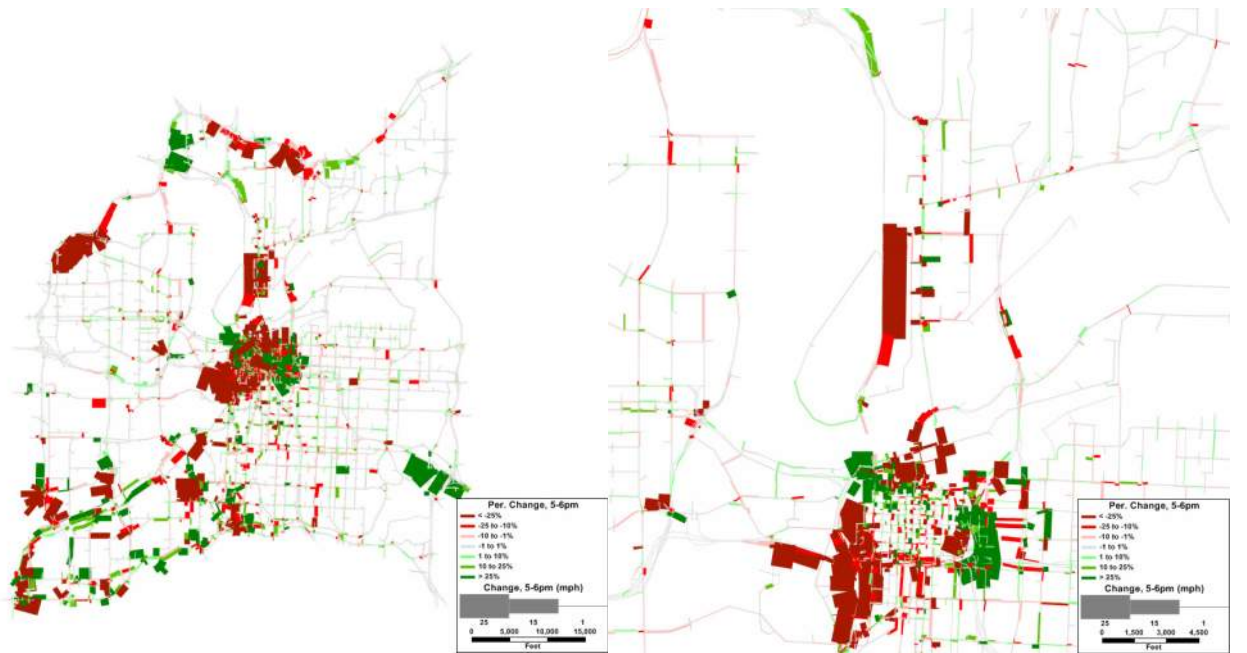 Per. Change, 5-6pm
< -25%
-25 to -10%
-10 to -1%
-1 to 1%
1 to 10%
10 to 25%
> 25%
Change, 5-6pm (mph)
25 15 1
0 5,000 10,000 15,000
Feet
Per. Change, 5-6pm
< -25%
-25 to -10%
-10 to -1%
-1 to 1%
1 to 10%
10 to 25%
> 25%
Change, 5-6pm (mph)
25 15 1
0 1,500 3,000 4,500
Feet